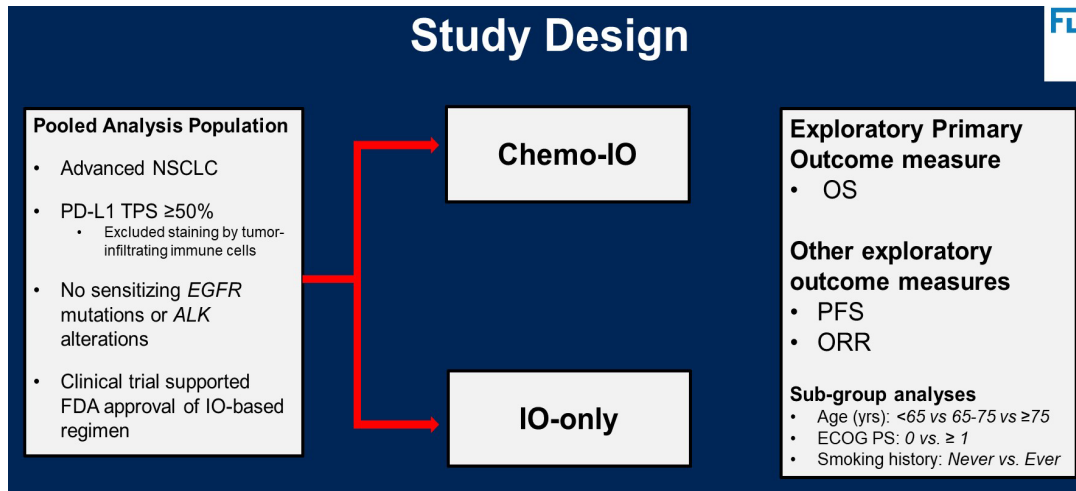 Study Design
Pooled Analysis Population
• Advanced NSCLC
• PD-L1 TPS ≥50%
• Excluded staining by tumor-
infiltrating immune cells
• No sensitizing EGFR
mutations or ALK
alterations
• Clinical trial supported
FDA approval of IO-based
regimen
Chemo-IO
IO-only
Exploratory Primary
Outcome measure
• OS
Other exploratory
outcome measures
• PFS
• ORR
Sub-group analyses
• Age (yrs): <65 vs 65-75 vs ≥75
• ECOG PS: 0 vs. ≥ 1
• Smoking history: Never vs. Ever